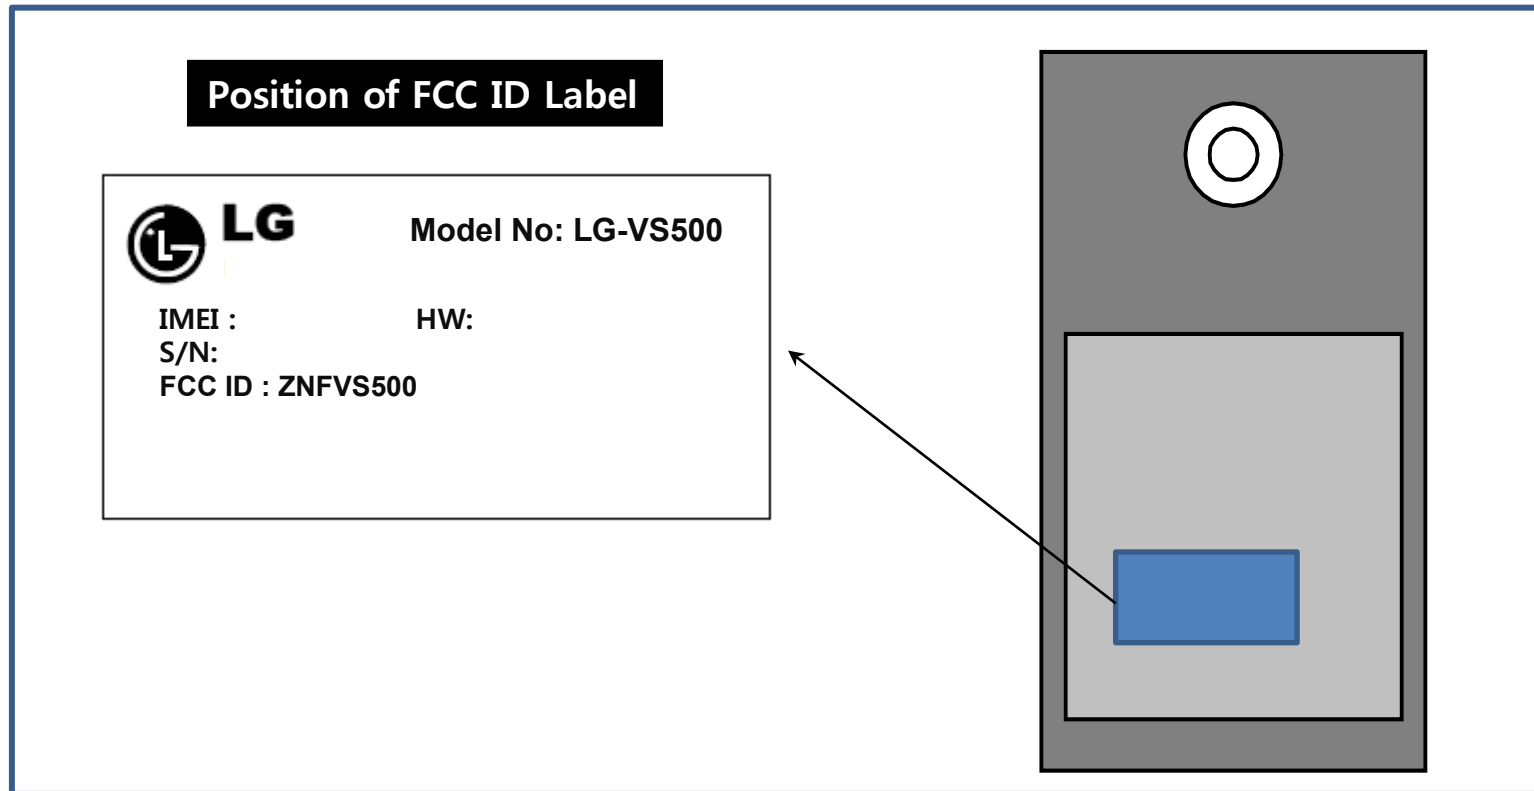 Position of FCC ID Label
LG
Model No: LG-VS500
IMEI : HW:
S/N:
FCC ID : ZNFVS500